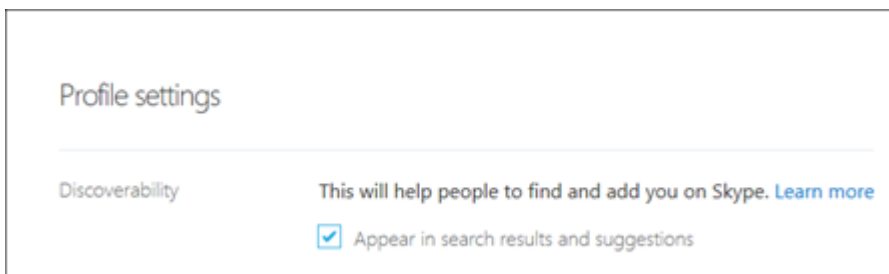 Profile settings
Discoverability
This will help people to find and add you on Skype. Learn more
Appear in search results and suggestions